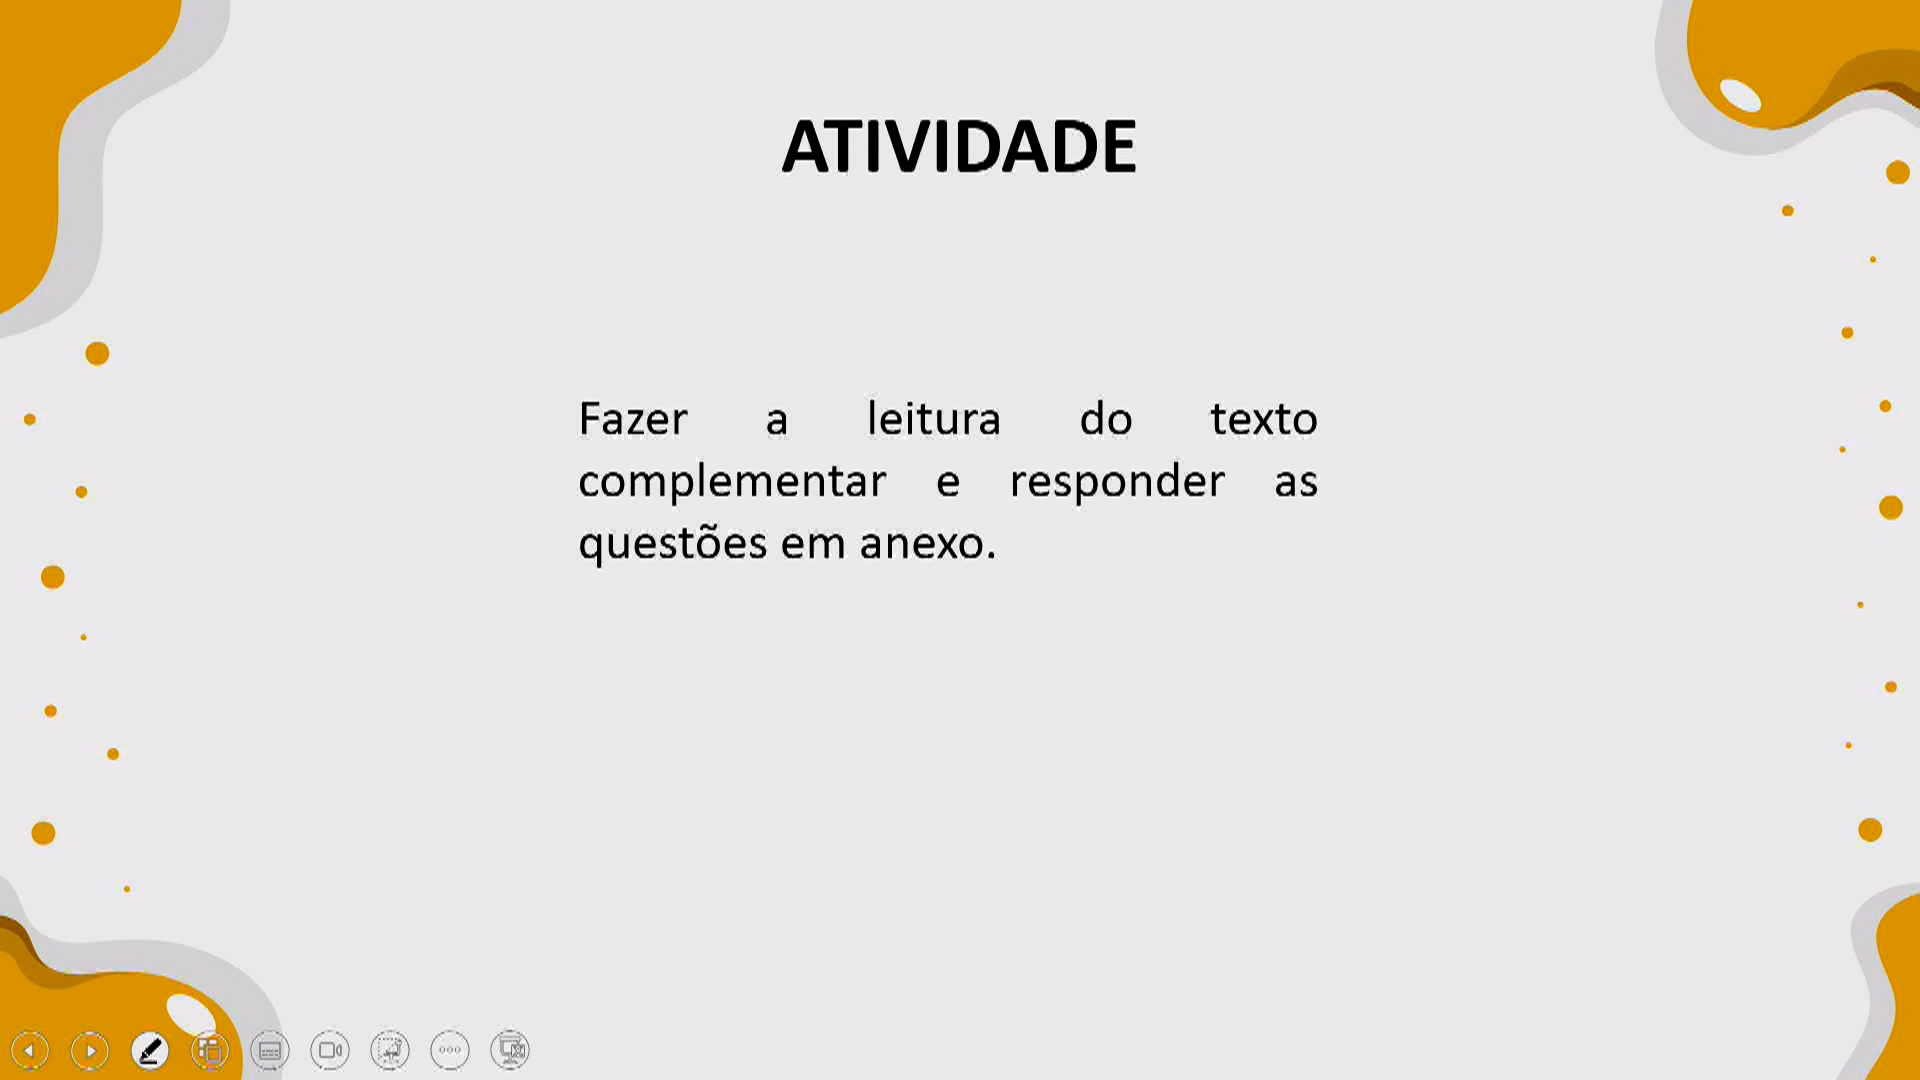 ATIVIDADE
Fazer a leitura do texto
complementar e responder as
questões em anexo.